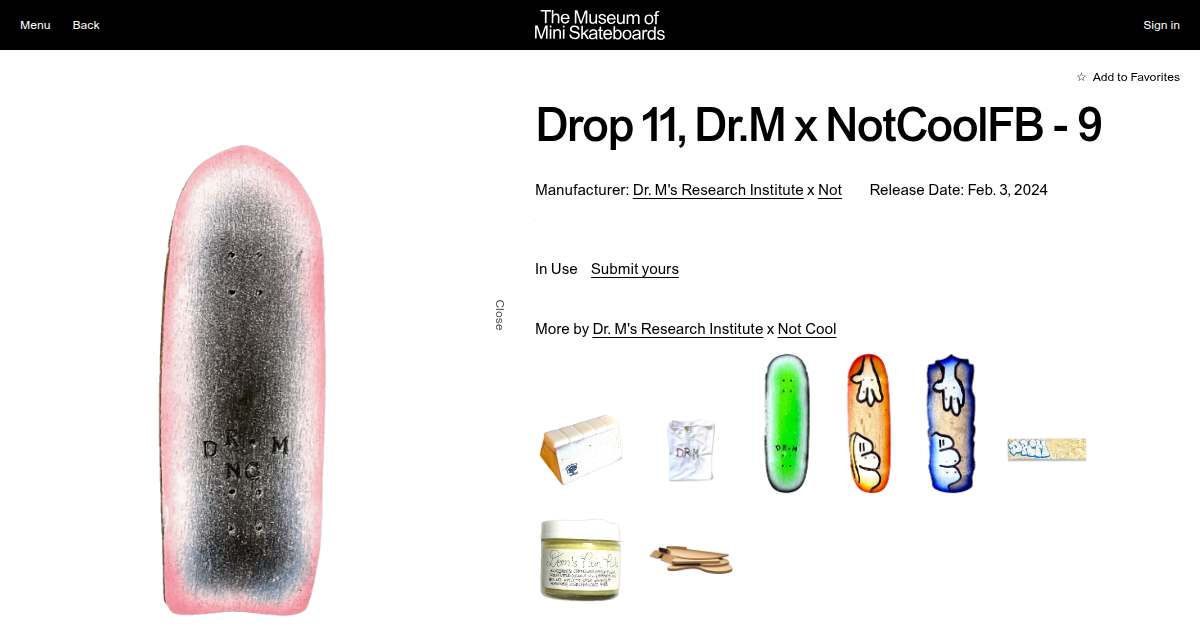 Menu
Back
The Museum of
Mini Skateboards
Sign in
☆ Add to Favorites
Drop 11, Dr.M x NotCoolFB - 9
Manufacturer: Dr. M's Research Institute x Not
Release Date: Feb. 3, 2024
In Use
Submit yours
Close
More by Dr. M's Research Institute x Not Cool
DR. M
NC
DR.M
DR.M